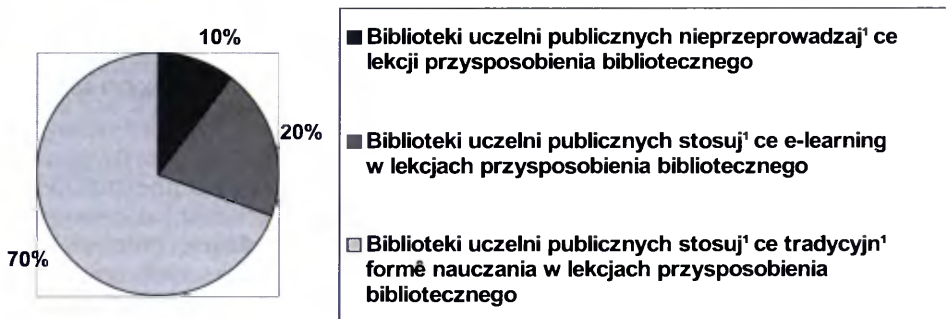 10%
20%
70%
Biblioteki uczelni publicznych nieprzeprowadzaj¹ ce
lekcji przysposobienia bibliotecznego
Biblioteki uczelni publicznych stosuj¹ ce e-learning
w lekcjach przysposobienia bibliotecznego
Biblioteki uczelni publicznych stosuj¹ ce tradycyjn¹
formê nauczania w lekcjach przysposobienia
bibliotecznego